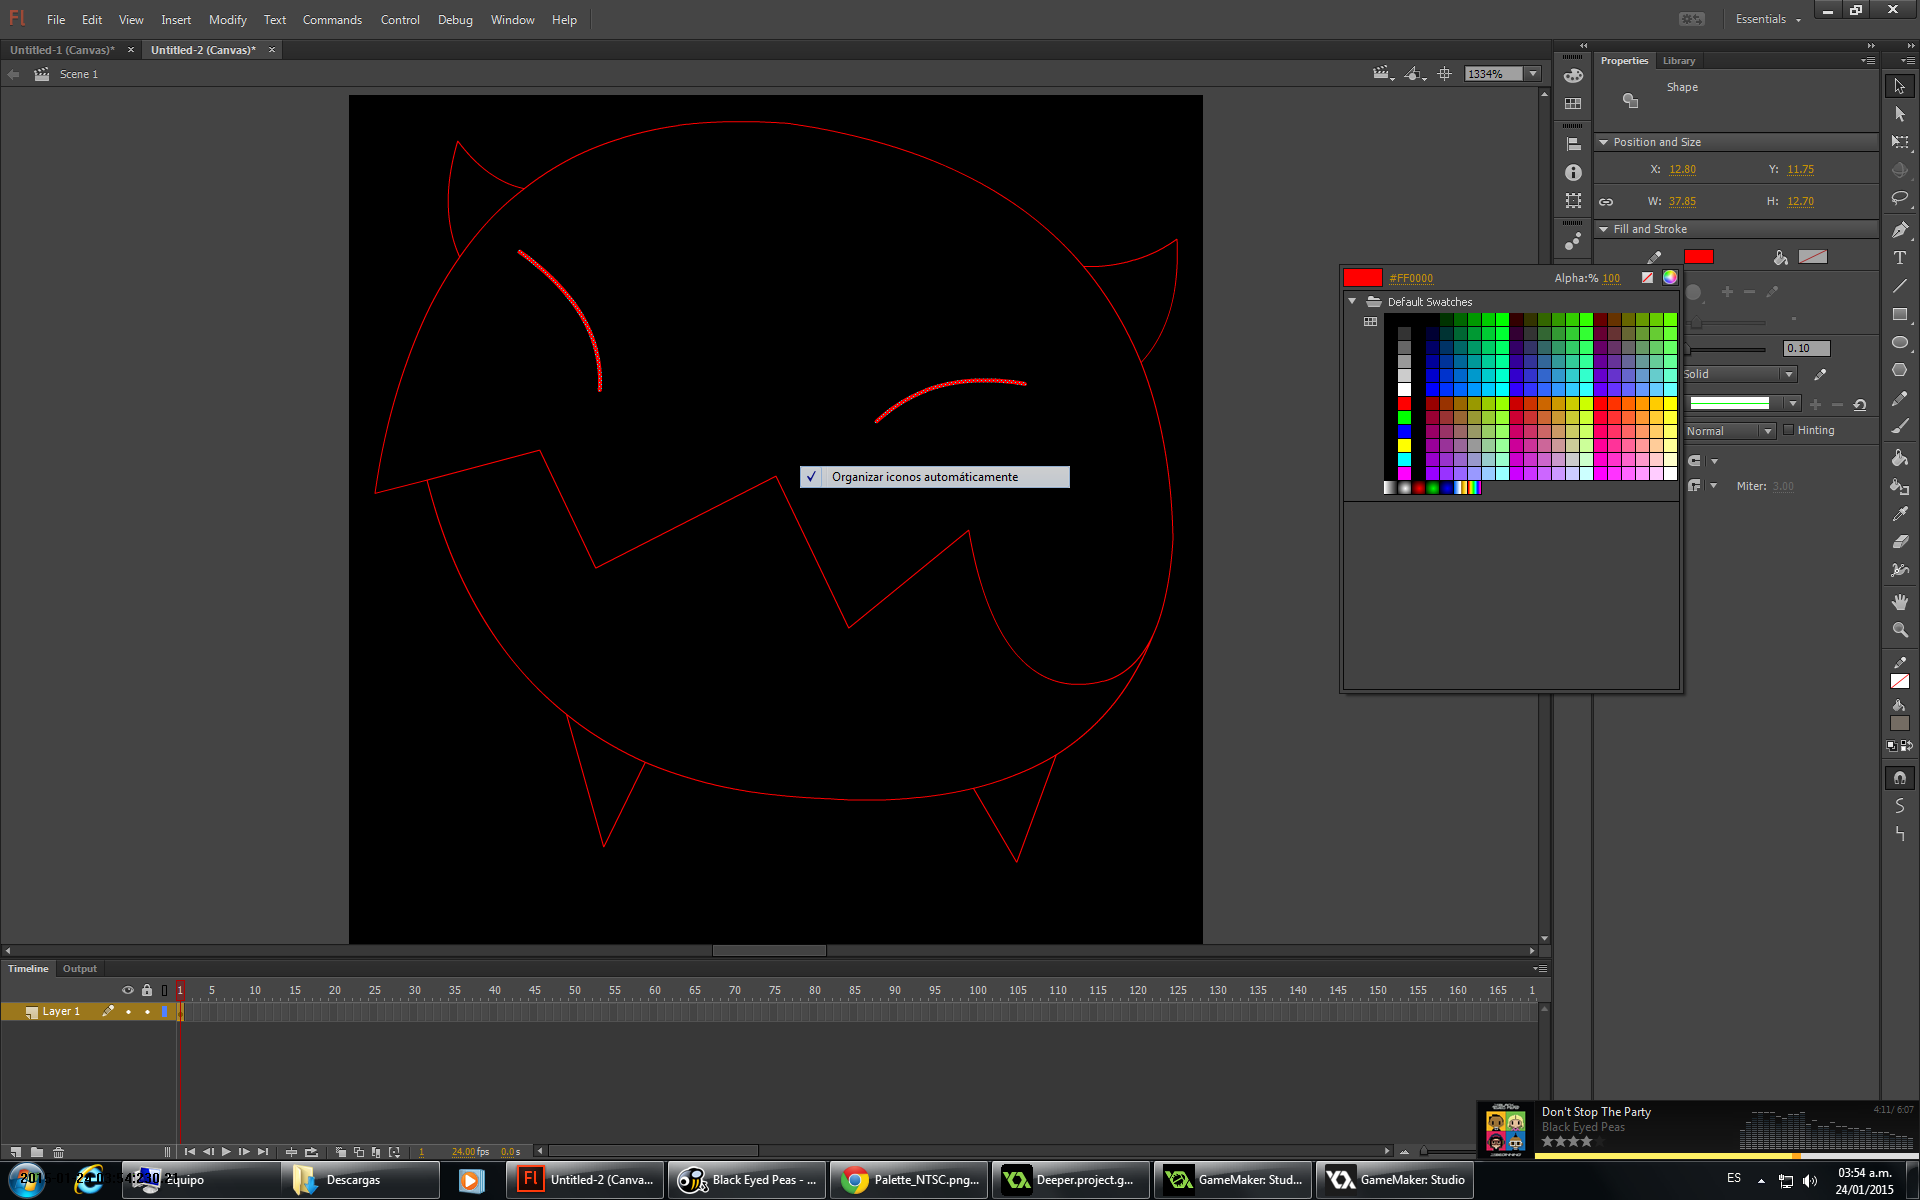 Fl File Edit View Insert Modify Text Commands Control Debug Window Help Essentials
Untitled-1 (Canvas)* × Untitled-2 (Canvas)* ×
Scene 1 1334%
Properties Library
Shape
Position and Size
X: 12.80 Y: 11.75
W: 37.85 H: 12.70
Fill and Stroke
#FF0000 Alpha:% 100
Default Swatches
0.10
Solid
Normal Hinting
Miter: 3.00
Organizar iconos automáticamente
Timeline Output
1 5 10 15 20 25 30 35 40 45 50 55 60 65 70 75 80 85 90 95 100 105 110 115 120 125 130 135 140 145 150 155 160 165 1
Layer 1
1 24.00 fps 0.0 s
Don't Stop The Party 4:11/ 6:07
Black Eyed Peas
Equipo Descargas Fl Untitled-2 (Canva... Black Eyed Peas - ... Palette_NTSC.png... Deeper.project.g... GameMaker: Stud... GameMaker: Studio ES 03:54 a.m.
24/01/2015